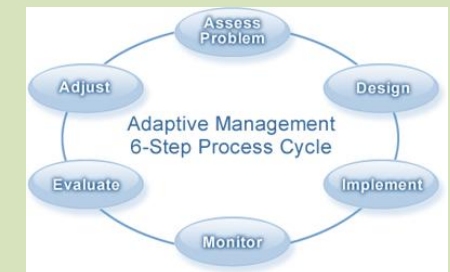 Assess
Problem
Adjust
Design
Adaptive Management
6-Step Process Cycle
Evaluate
Implement
Monitor